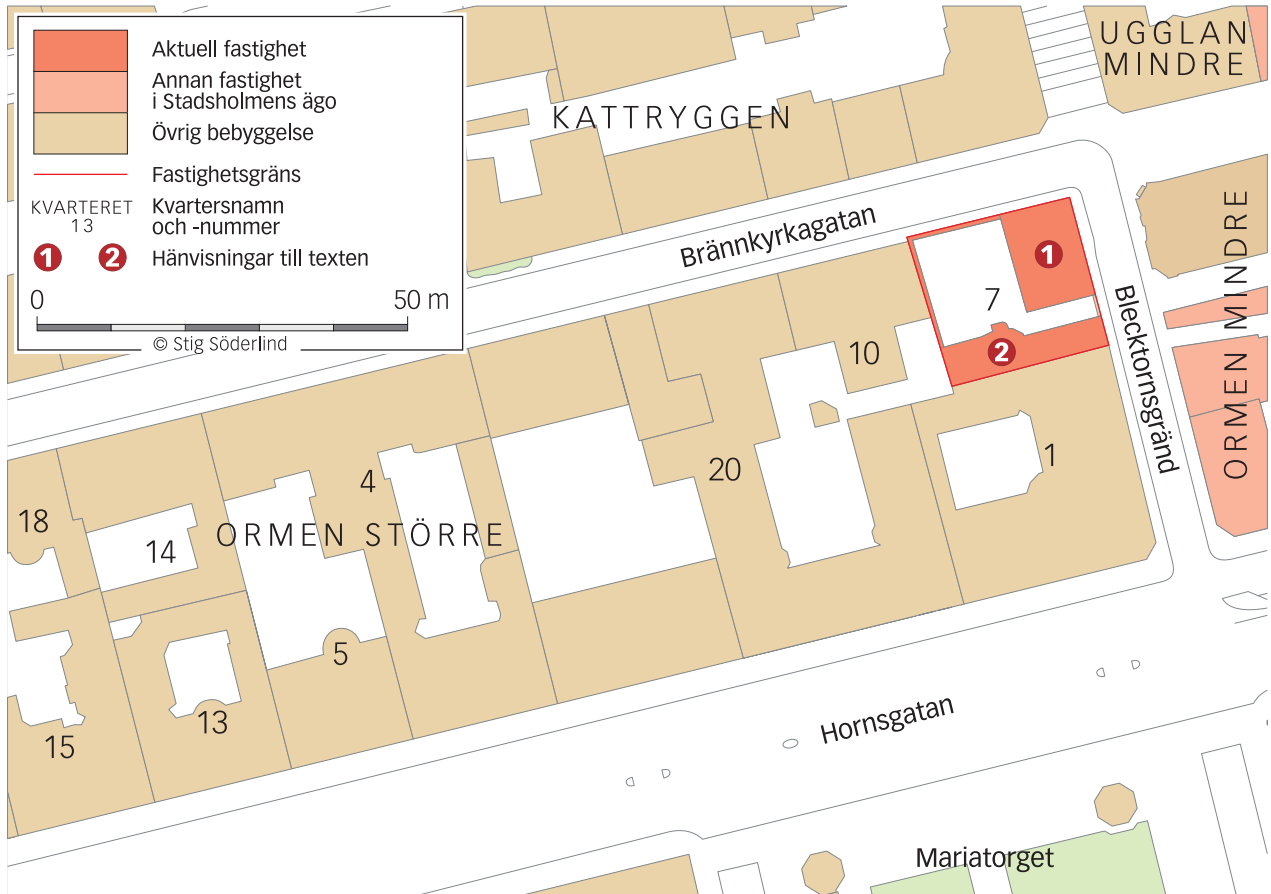 Aktuell fastighet
Annan fastighet
i Stadsholmens ägo
Övrig bebyggelse
Fastighetsgräns
KVARTERET
13
Kvartersnamn
och -nummer
1 2
Hänvisningar till texten
0 50 m
© Stig Söderlind
UGGLAN
MINDRE
KATTRYGGEN
Brännkyrkagatan
1
7
2
10
Blecktornsgränd
ORMEN MINDRE
1
20
4
ORMEN STÖRRE
18
14
5
13
15
Hornsgatan
Mariatorget